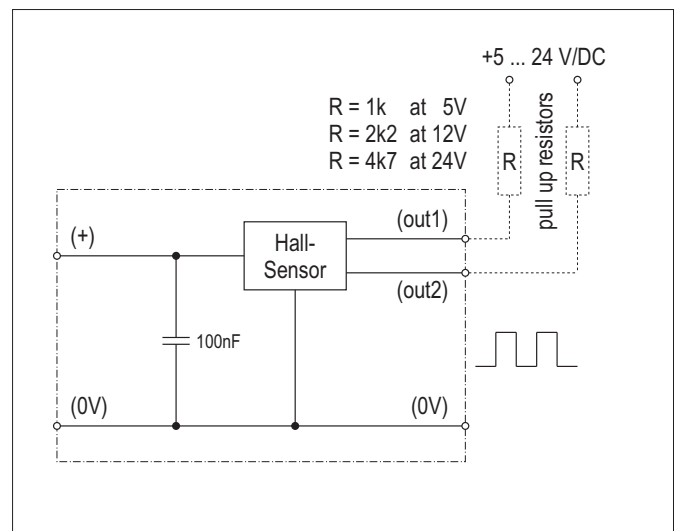 +5 ... 24 V/DC
R = 1k at 5V
R = 2k2 at 12V
R = 4k7 at 24V
R
pull up resistors
R
(+)
Hall-
Sensor
(out1)
(out2)
100nF
(0V)
(0V)